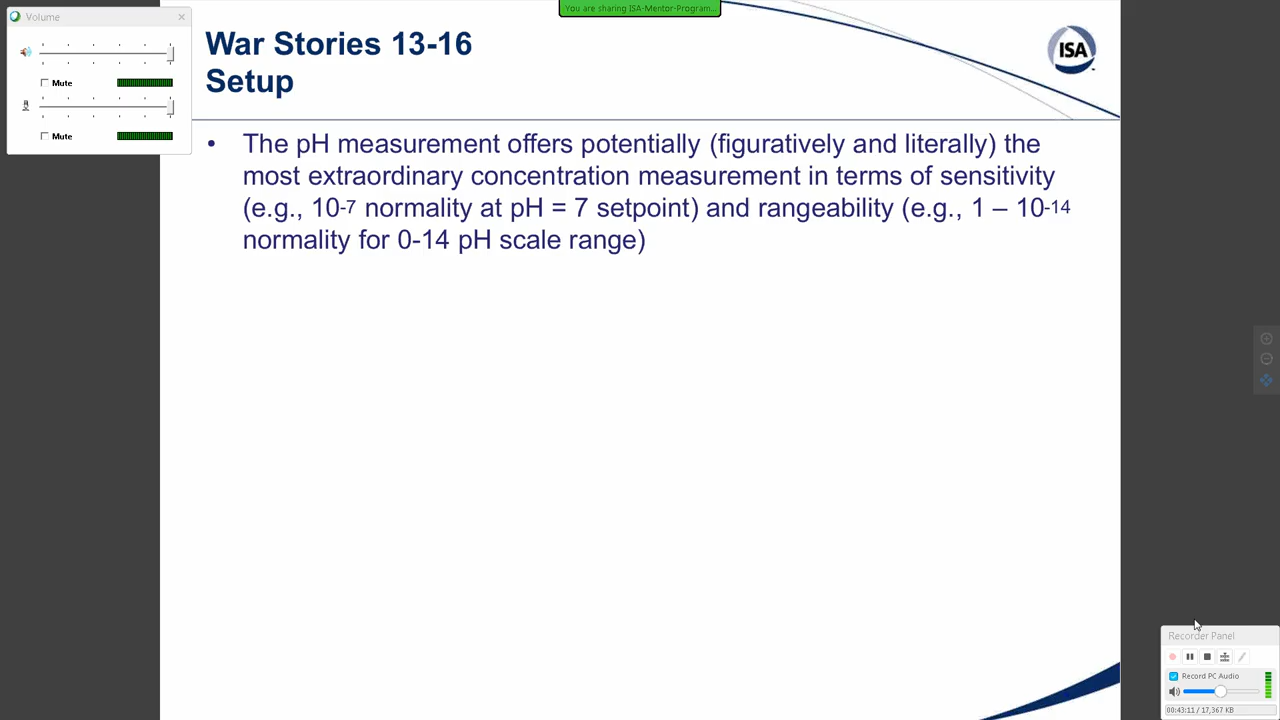 Volume
You are sharing ISA-Mentor-Program...
War Stories 13-16
Setup
ISA
Mute
Mute
• The pH measurement offers potentially (figuratively and literally) the
most extraordinary concentration measurement in terms of sensitivity
(e.g., 10-7 normality at pH = 7 setpoint) and rangeability (e.g., 1 – 10-14
normality for 0-14 pH scale range)
Recorder Panel
Record PC Audio
00:43:11 / 17,367 KB